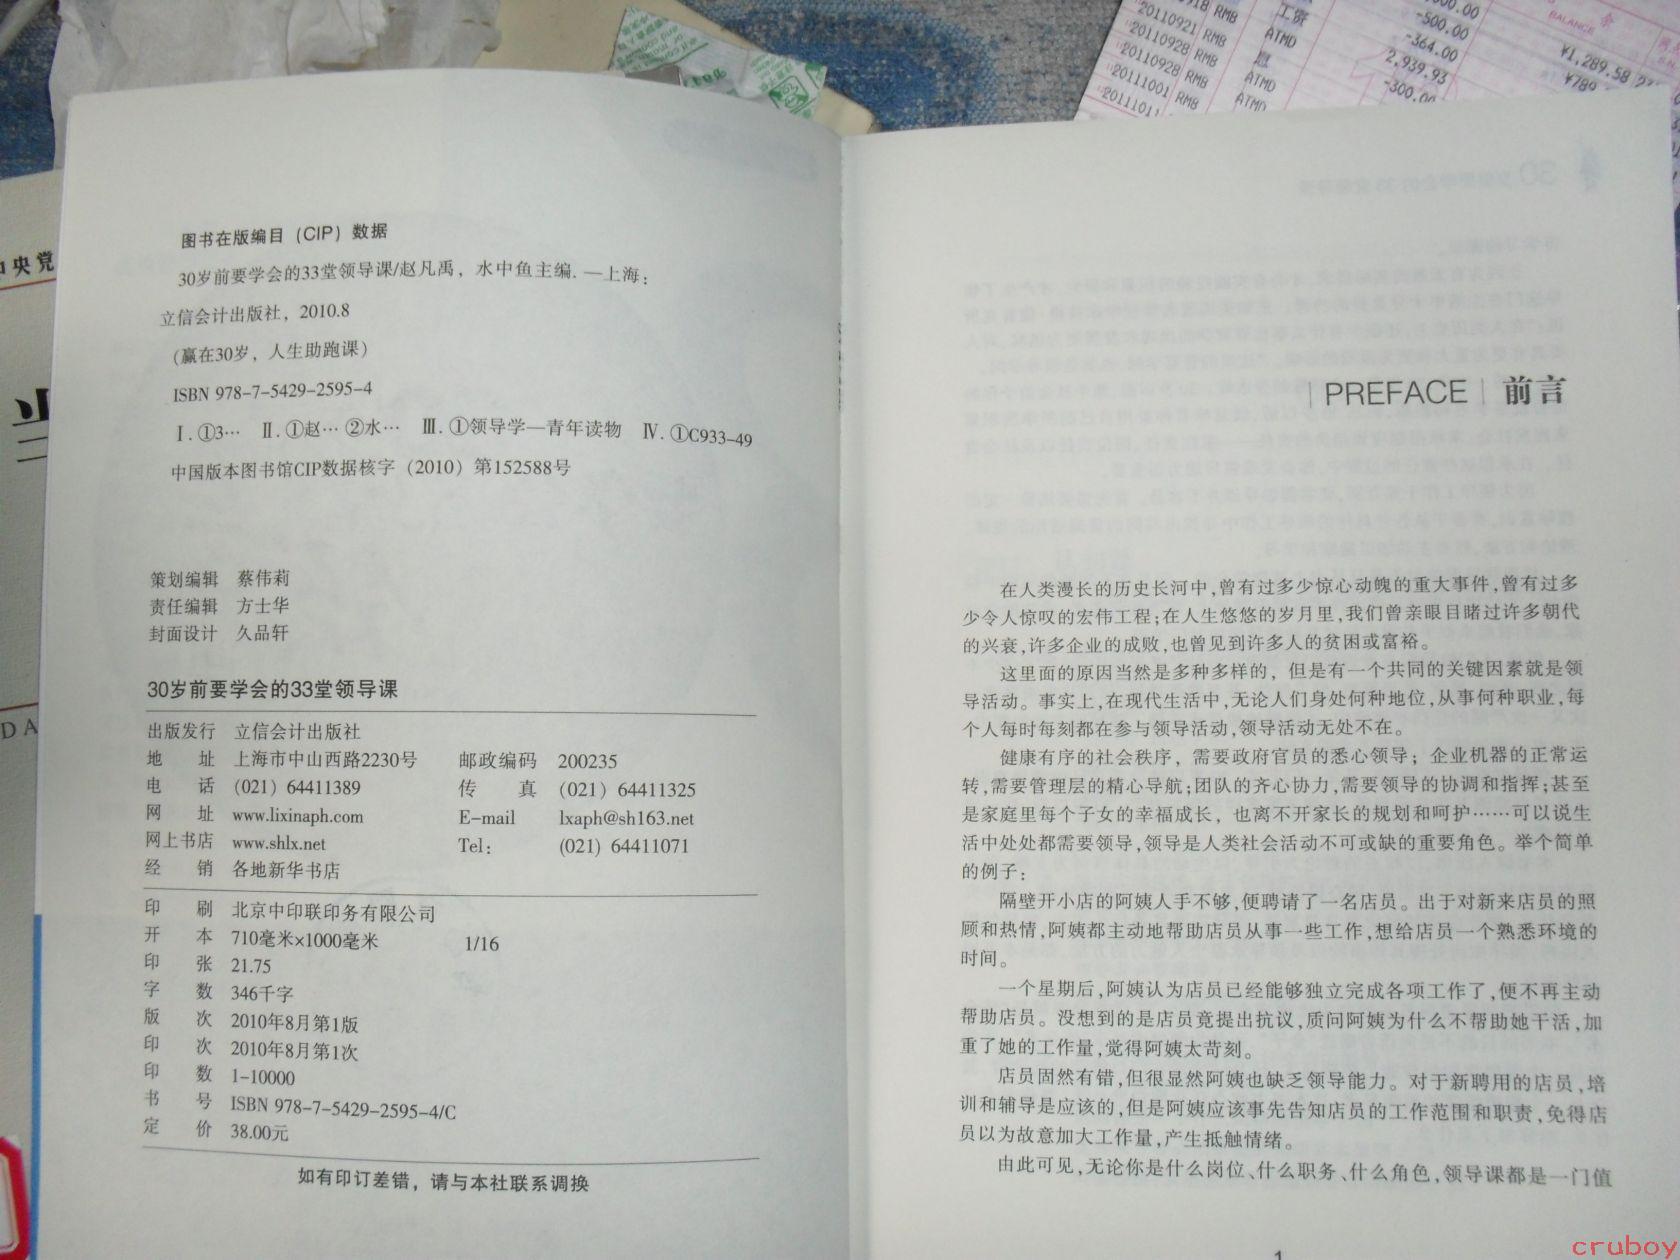 图书在版编目（CIP）数据
30岁前要学会的33堂领导课/赵凡禹，水中鱼主编.—上海：
立信会计出版社，2010.8
（赢在30岁，人生助跑课）
ISBN 978-7-5429-2595-4
Ⅰ.①3… Ⅱ.①赵…②水… Ⅲ.①领导学—青年读物 Ⅳ.①C933-49
中国版本图书馆CIP数据核字（2010）第152588号
策划编辑 蔡伟莉
责任编辑 方士华
封面设计 久品轩
30岁前要学会的33堂领导课
出版发行 立信会计出版社
地 址 上海市中山西路2230号 邮政编码 200235
电 话 (021) 64411389 传 真 (021) 64411325
网 址 www.lixinaph.com E-mail lxaph@sh163.net
网上书店 www.shlx.net Tel: (021) 64411071
经 销 各地新华书店
印 刷 北京中印联印务有限公司
开 本 710毫米×1000毫米 1/16
印 张 21.75
字 数 346千字
版 次 2010年8月第1版
印 次 2010年8月第1次
印 数 1-10000
书 号 ISBN 978-7-5429-2595-4/C
定 价 38.00元
如有印订差错，请与本社联系调换
PREFACE 前言
在人类漫长的历史长河中，曾有过多少惊心动魄的重大事件，曾有过多
少令人惊叹的宏伟工程；在人生悠悠的岁月里，我们曾亲眼目睹过许多朝代
的兴衰，许多企业的成败，也曾见到许多人的贫困或富裕。
这里面的原因当然是多种多样的，但是有一个共同的关键因素就是领
导活动。事实上，在现代生活中，无论人们身处何种地位，从事何种职业，每
个人每时每刻都在参与领导活动，领导活动无处不在。
健康有序的社会秩序，需要政府官员的悉心领导；企业机器的正常运
转，需要管理层的精心导航；团队的齐心协力，需要领导的协调和指挥；甚至
是家庭里每个子女的幸福成长，也离不开家长的规划和呵护……可以说生
活中处处都需要领导，领导是人类社会活动不可或缺的重要角色。举个简单
的例子：
隔壁开小店的阿姨人手不够，便聘请了一名店员。出于对新来店员的照
顾和热情，阿姨都主动地帮助店员从事一些工作，想给店员一个熟悉环境的
时间。
一个星期后，阿姨认为店员已经能够独立完成各项工作了，便不再主动
帮助店员。没想到的是店员竟提出抗议，质问阿姨为什么不帮助她干活，加
重了她的工作量，觉得阿姨太苛刻。
店员固然有错，但很显然阿姨也缺乏领导能力。对于新聘用的店员，培
训和辅导是应该的，但是阿姨应该事先告知店员的工作范围和职责，免得店
员以为故意加大工作量，产生抵触情绪。
由此可见，无论你是什么岗位、什么职务、什么角色，领导课都是一门值
1
RMB 工资
20110921 RMB ATMD -500.00 BALANCE
20110928 RMB 息 -364.00 ¥1,289.58
20110928 RMB ATMD 2,939.93
20111001 RMB ATMD -300.00
中央党
DA
cruboy